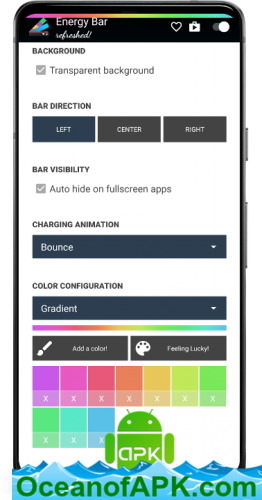 Energy Bar
refreshed!
BACKGROUND
Transparent background
BAR DIRECTION
LEFT CENTER RIGHT
BAR VISIBILITY
Auto hide on fullscreen apps
CHARGING ANIMATION
Bounce
COLOR CONFIGURATION
Gradient
Add a color! Feeling Lucky!
X X X X X X X
X X X
APK
OceanofAPK.com